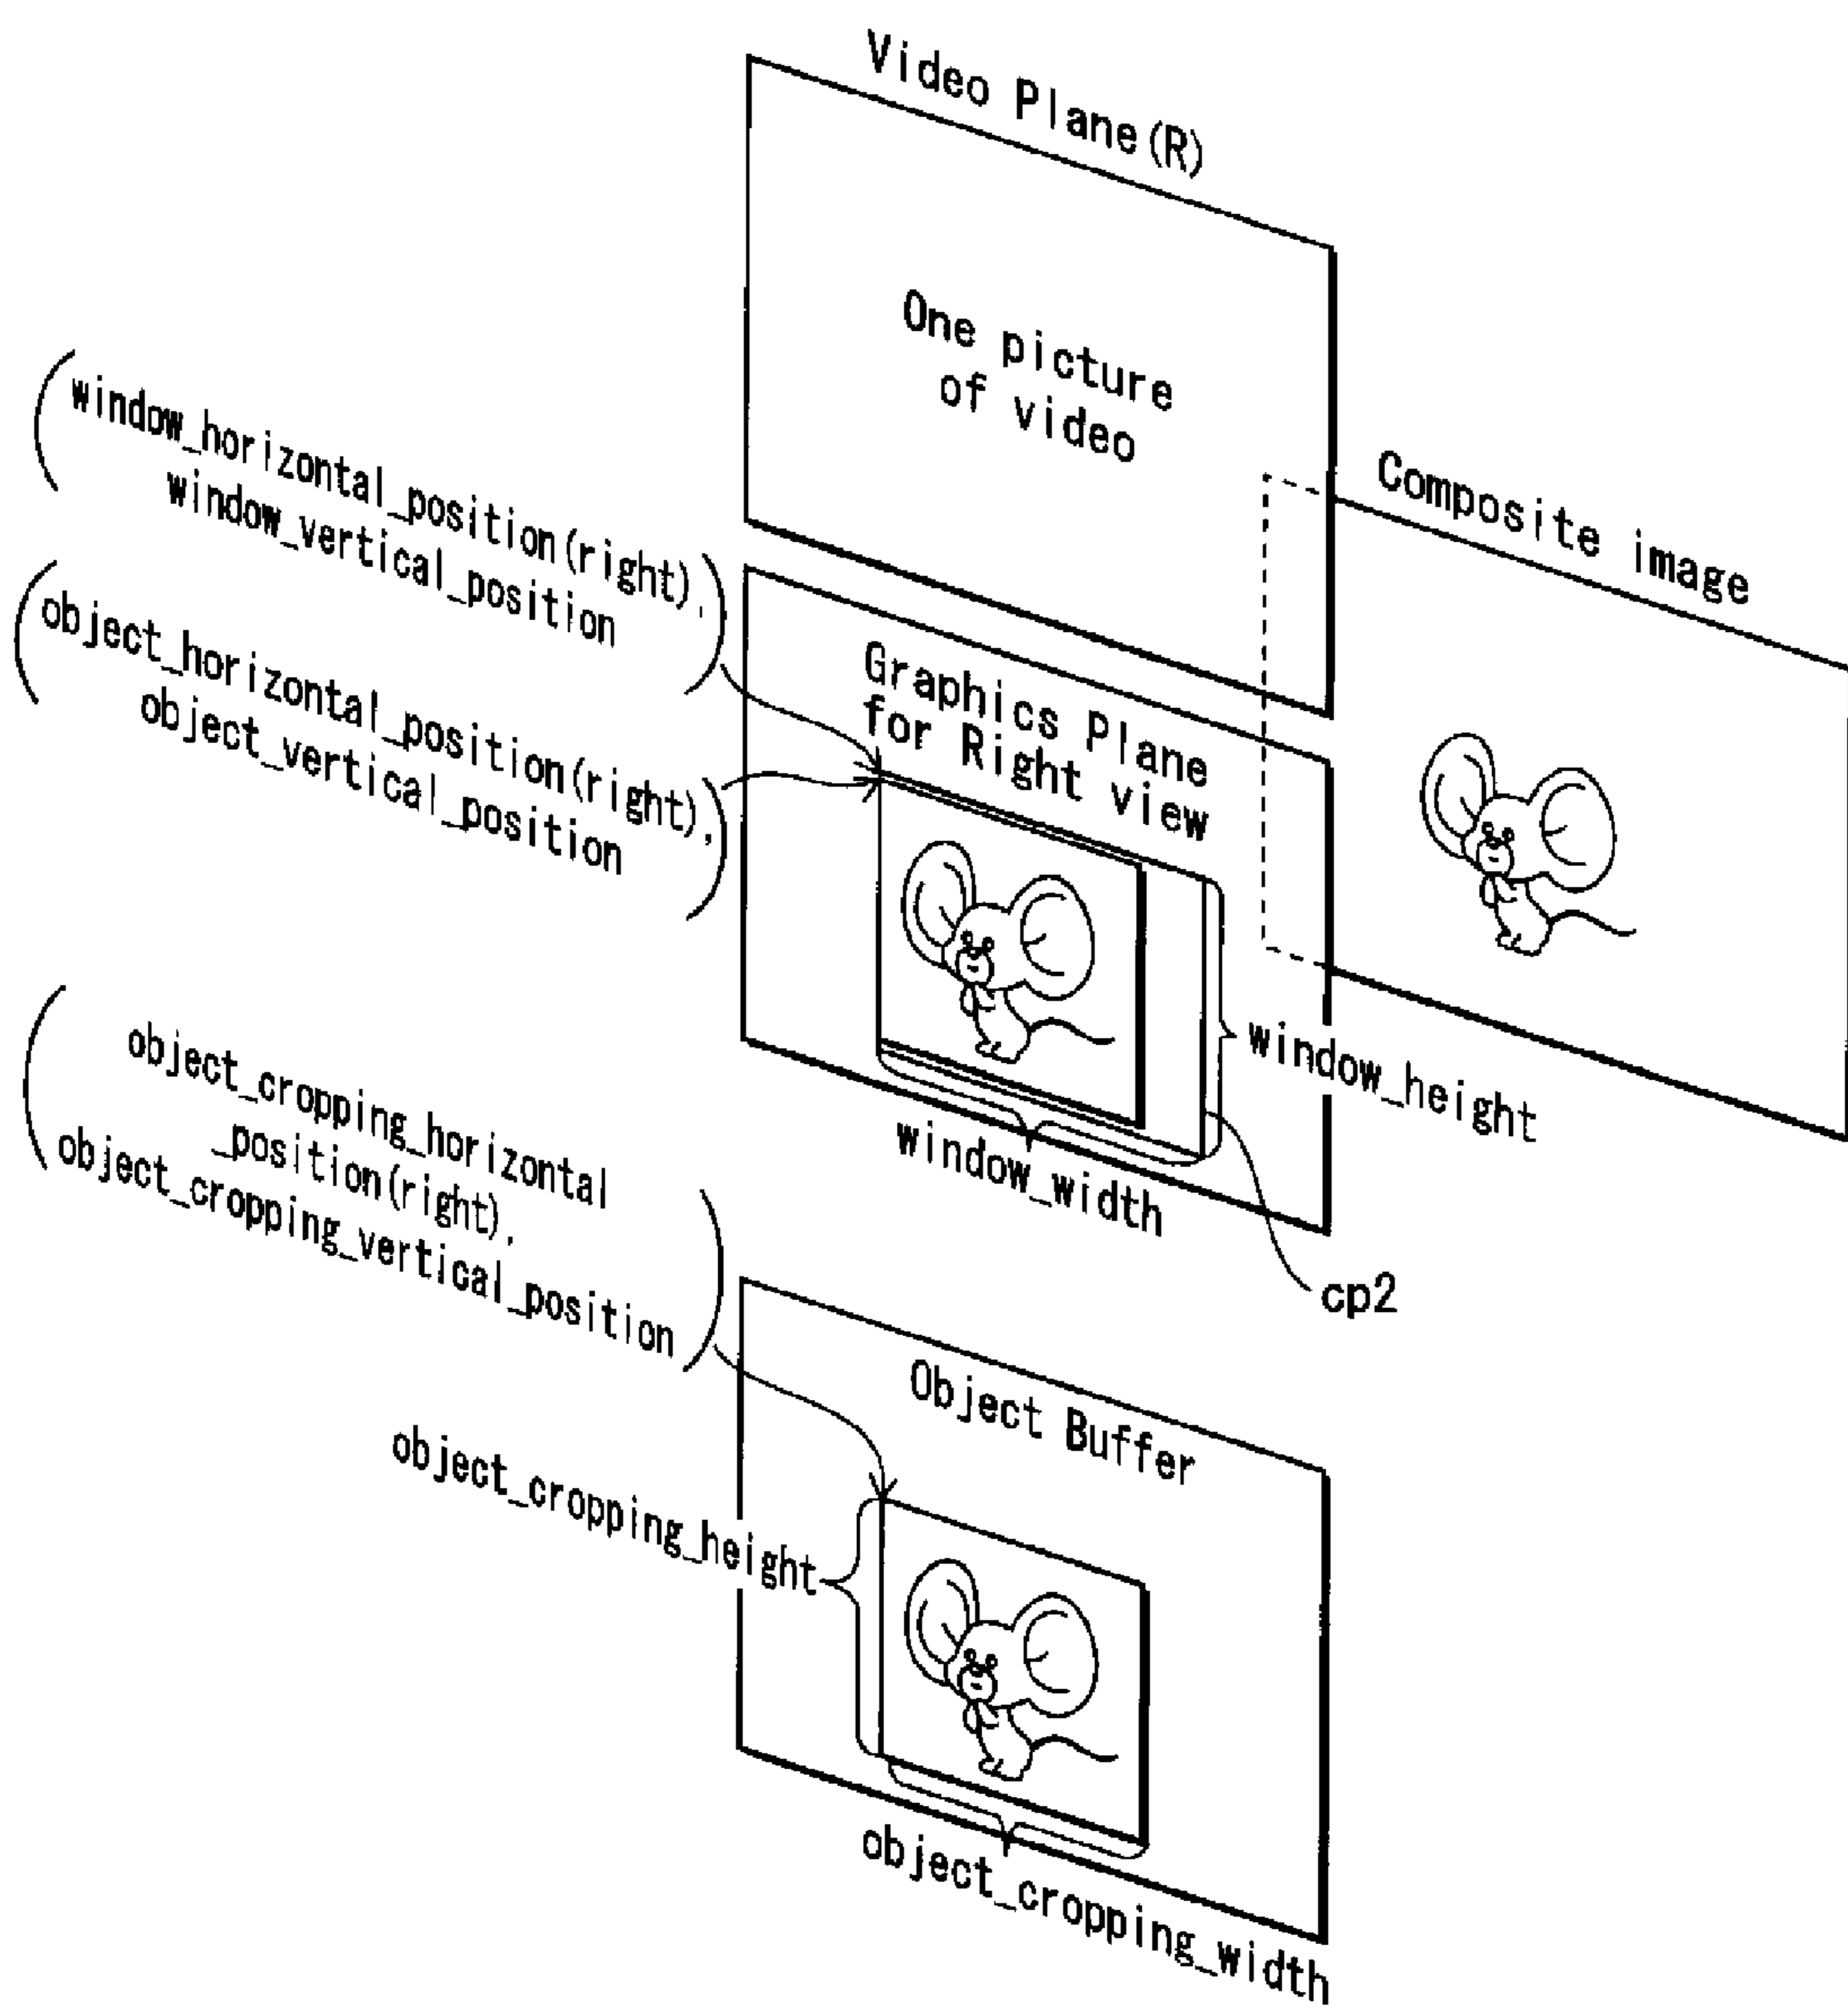 Video Plane(R)
One picture
of video
Composite image
(window_horizontal_position(right),
window_vertical_position)
(object_horizontal_position(right),
object_vertical_position)
Graphics Plane
for Right view
window_height
window_width
cp2
(object_cropping_horizontal
_position(right),
object_cropping_vertical_position)
Object Buffer
object_cropping_height
object_cropping_width